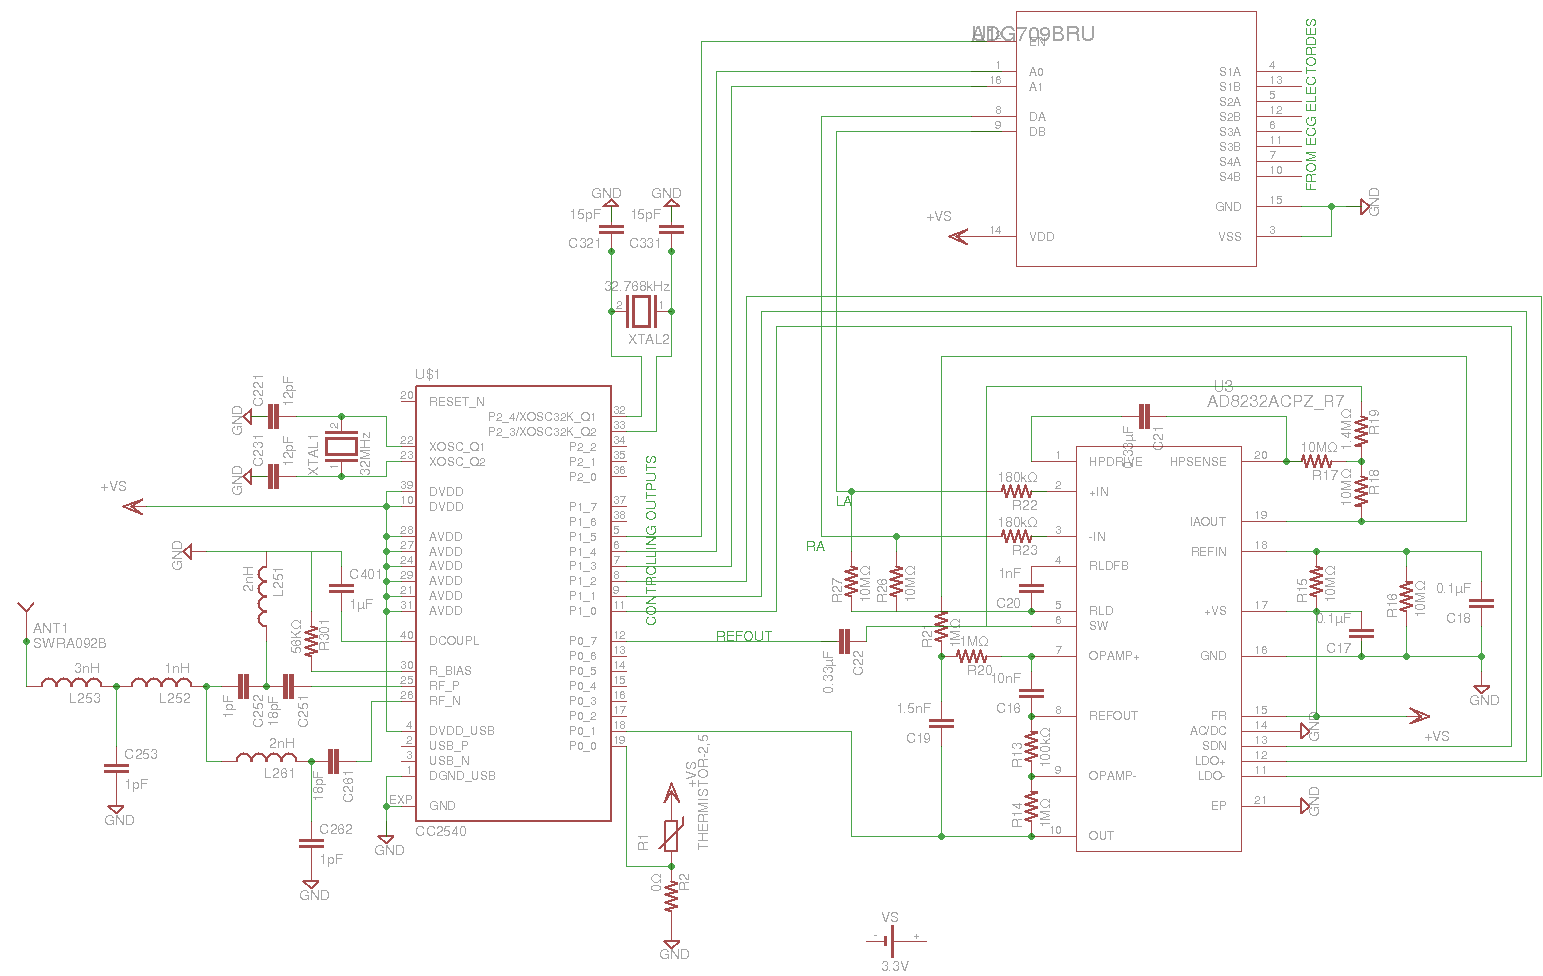 ADG709BRU
EN
1 A0
16 A1
8 DA
9 DB
14 VDD
+VS
S1A 4
S1B 13
S2A 5
S2B 12
S3A 6
S3B 11
S4A 7
S4B 10
GND 15
VSS 3
GND
FROM ECG ELECTORDES
GND GND
15pF 15pF
C321 C331
32.768kHz
2 1
XTAL2
U$1
CC2540
20 RESET_N
22 XOSC_Q1
23 XOSC_Q2
39 DVDD
10 DVDD
28 AVDD
27 AVDD
24 AVDD
29 AVDD
21 AVDD
31 AVDD
40 DCOUPL
30 R_BIAS
25 RF_P
26 RF_N
4 DVDD_USB
2 USB_P
3 USB_N
1 DGND_USB
EXP GND
GND
P2_4/XOSC32K_Q1 32
P2_3/XOSC32K_Q2 33
P2_2 34
P2_1 35
P2_0 36
P1_7 37
P1_6 38
P1_5 5
P1_4 6
P1_3 7
P1_2 8
P1_1 9
P1_0 11
P0_7 12
P0_6 13
P0_5 14
P0_4 15
P0_3 16
P0_2 17
P0_1 18
P0_0 19
CONTROLLING OUTPUTS
GND C221 12pF
GND C231 12pF
XTAL1 2 1 32MHz
+VS
GND
2nH L251
56KΩ R301
C401
1µF
ANT1
SWRA092B
3nH
L253
1nH
L252
1pF C252
18pF C251
2nH
L261
18pF C261
C253
1pF
GND
C262
1pF
GND
REFOUT
0.33µF C22
R1
+VS
THERMISTOR-2,5
0Ω R2
GND
VS
- +
3.3V
LA
RA
R27 10MΩ
R26 10MΩ
180kΩ
R22
180kΩ
R23
1nF
C20
R21 1MΩ
1MΩ
R20
10nF
C16
1.5nF
C19
R13 100kΩ
R14 1MΩ
0.33µF C21
U3
AD8232ACPZ_R7
1 HPDRIVE
2 +IN
3 -IN
4 RLDFB
5 RLD
6 SW
7 OPAMP+
8 REFOUT
9 OPAMP-
10 OUT
HPSENSE 20
IAOUT 19
REFIN 18
+VS 17
GND 16
FR 15
AC/DC 14
SDN 13
LDO+ 12
LDO- 11
EP 21
10MΩ
R17
1.4MΩ R19
10MΩ R18
R15 10MΩ
R16 10MΩ
0.1µF
C18
0.1µF
C17
GND
GND
+VS
GND